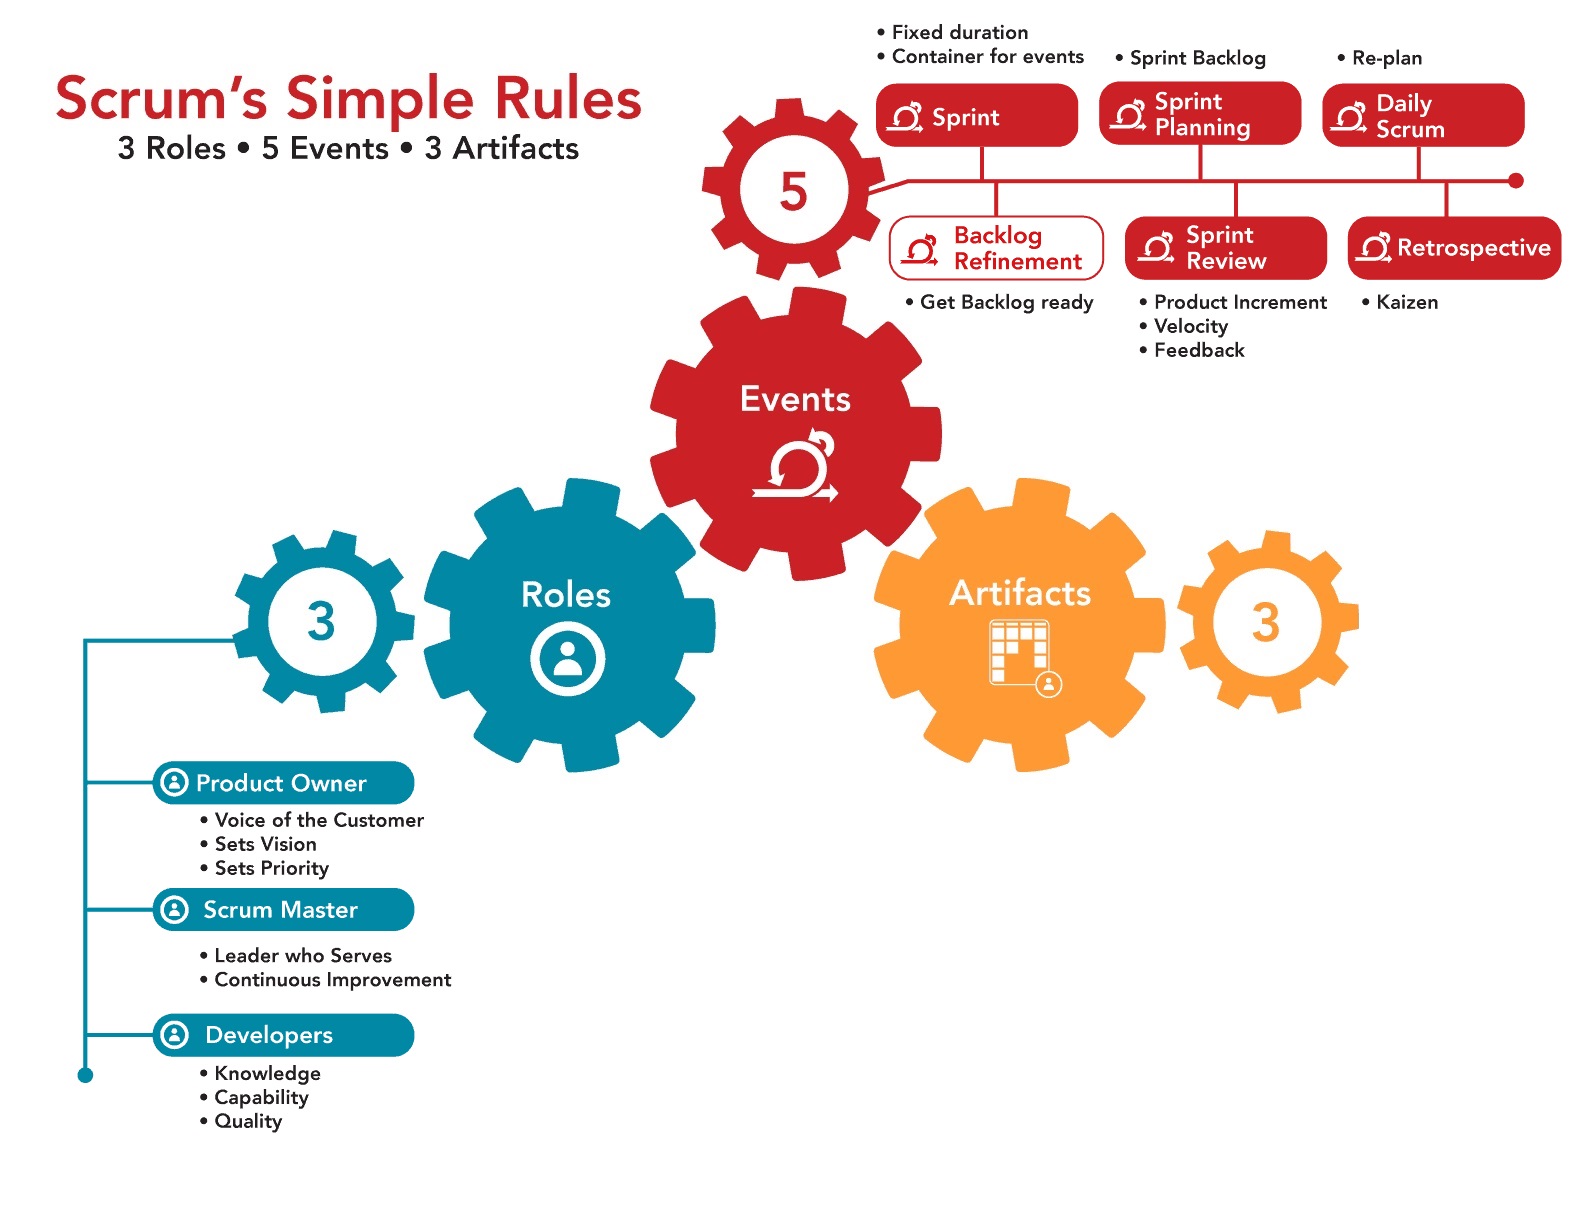 Scrum's Simple Rules
3 Roles • 5 Events • 3 Artifacts
• Fixed duration
• Container for events
• Sprint Backlog
• Re-plan
Sprint
Sprint
Planning
Daily
Scrum
5
Backlog
Refinement
Sprint
Review
Retrospective
• Get Backlog ready
• Product Increment
• Velocity
• Feedback
• Kaizen
Events
Roles
Artifacts
3
3
Product Owner
• Voice of the Customer
• Sets Vision
• Sets Priority
Scrum Master
• Leader who Serves
• Continuous Improvement
Developers
• Knowledge
• Capability
• Quality